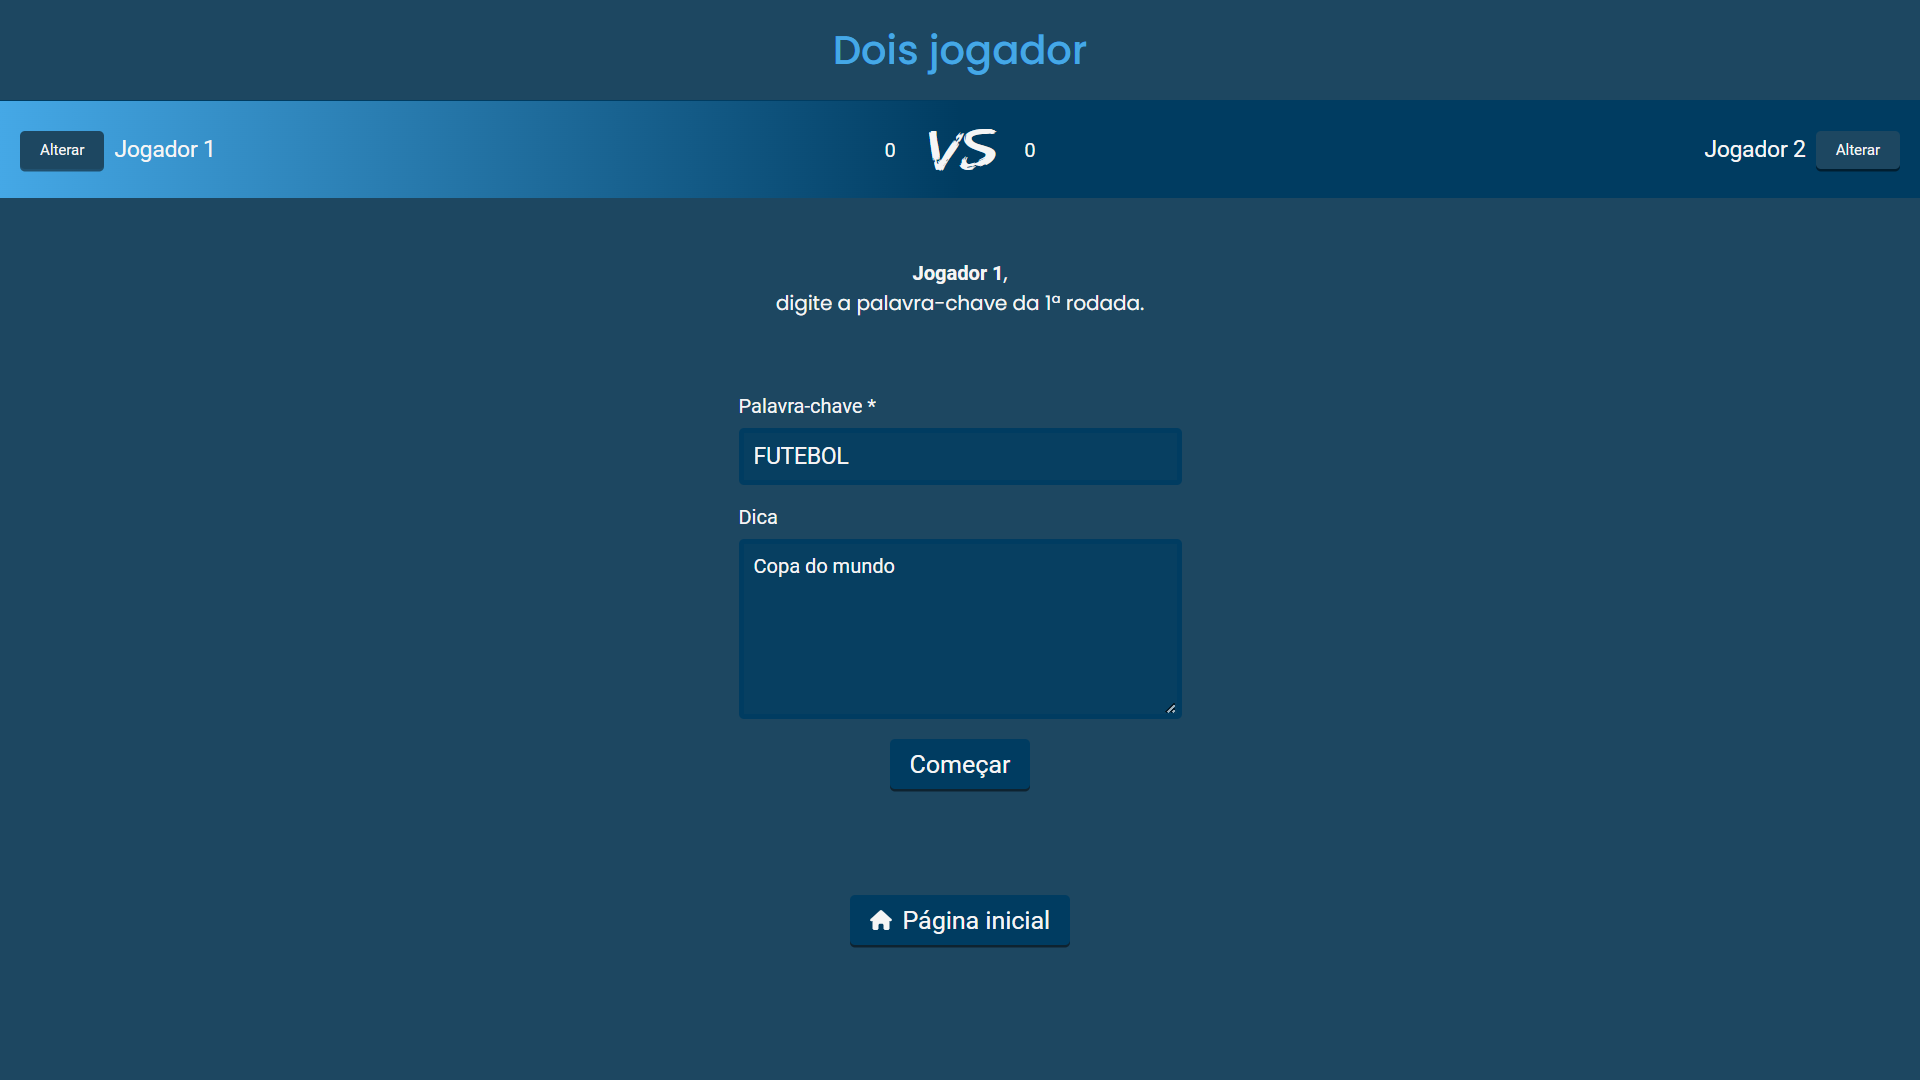 Dois jogador
Alterar Jogador 1 0 VS 0 Jogador 2 Alterar
Jogador 1,
digite a palavra-chave da 1ª rodada.
Palavra-chave *
FUTEBOL
Dica
Copa do mundo
Começar
Página inicial